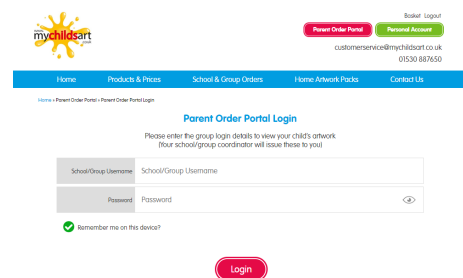 Basket Logout
mychildsart
.co.uk
Parent Order Portal Personal Account
customerservice@mychildsart.co.uk
01530 887650
Home Products & Prices School & Group Orders Home Artwork Packs Contact Us
Home » Parent Order Portal » Parent Order Portal Login
Parent Order Portal Login
Please enter the group login details to view your child's artwork
(Your school/group coordinator will issue these to you)
School/Group Username School/Group Username
Password Password
Remember me on this device?
Login